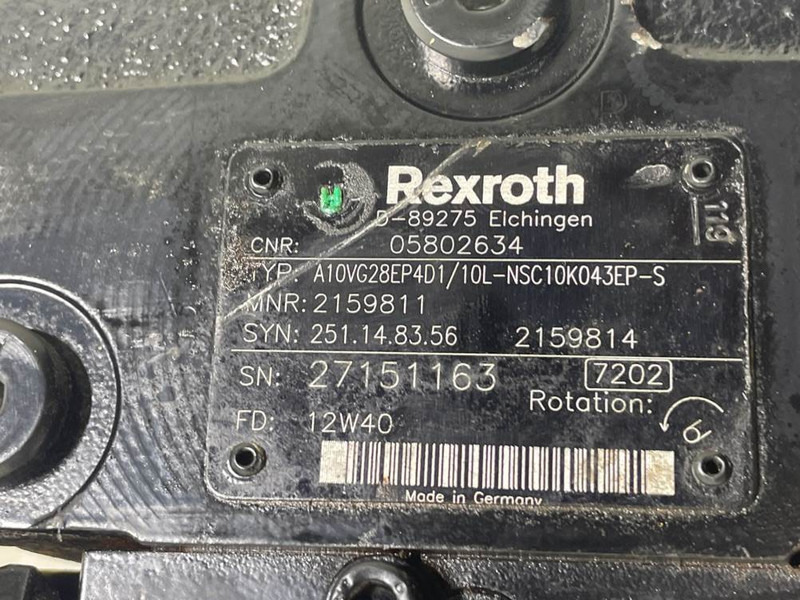 Rexroth
D-89275 Elchingen
CNR: 05802634
TYP: A10VG28EP4D1/10L-NSC10K043EP-S
MNR: 2159811
SYN: 251.14.83.56 2159814
SN: 27151163 7202
Rotation:
FD: 12W40
Made in Germany
119